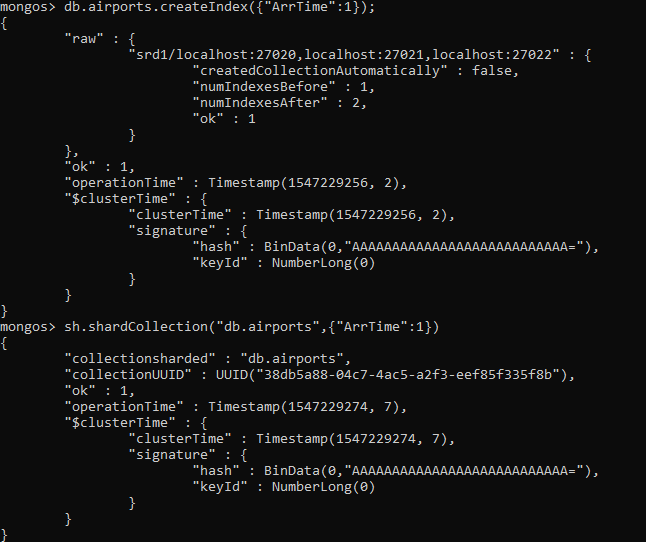 mongos> db.airports.createIndex({"ArrTime":1});
{
        "raw" : {
                "srd1/localhost:27020,localhost:27021,localhost:27022" : {
                        "createdCollectionAutomatically" : false,
                        "numIndexesBefore" : 1,
                        "numIndexesAfter" : 2,
                        "ok" : 1
                }
        },
        "ok" : 1,
        "operationTime" : Timestamp(1547229256, 2),
        "$clusterTime" : {
                "clusterTime" : Timestamp(1547229256, 2),
                "signature" : {
                        "hash" : BinData(0,"AAAAAAAAAAAAAAAAAAAAAAAAAAA="),
                        "keyId" : NumberLong(0)
                }
        }
}
mongos> sh.shardCollection("db.airports",{"ArrTime":1})
{
        "collectionsharded" : "db.airports",
        "collectionUUID" : UUID("38db5a88-04c7-4ac5-a2f3-eef85f335f8b"),
        "ok" : 1,
        "operationTime" : Timestamp(1547229274, 7),
        "$clusterTime" : {
                "clusterTime" : Timestamp(1547229274, 7),
                "signature" : {
                        "hash" : BinData(0,"AAAAAAAAAAAAAAAAAAAAAAAAAAA="),
                        "keyId" : NumberLong(0)
                }
        }
}